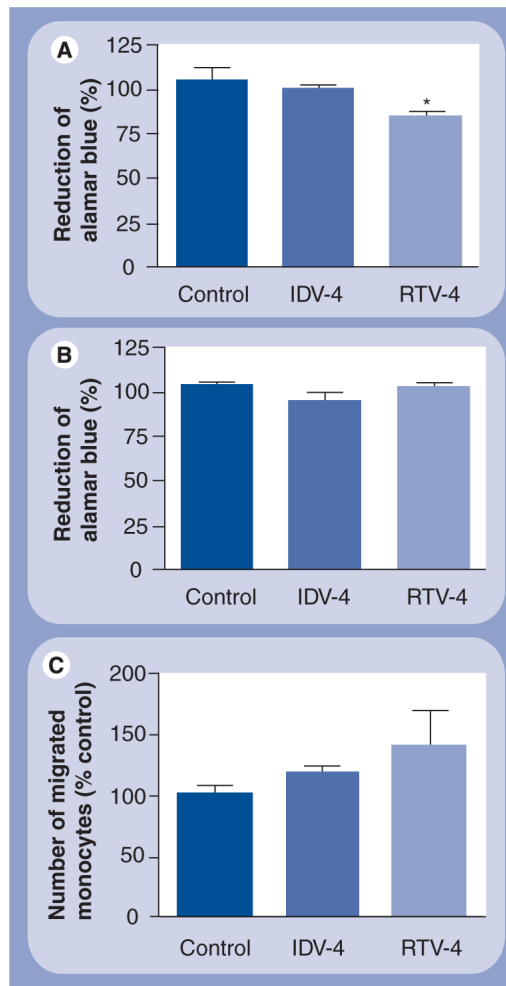 A
Reduction of
alamar blue (%)
125
100
75
50
25
0
*
Control IDV-4 RTV-4
B
Reduction of
alamar blue (%)
125
100
75
50
25
0
Control IDV-4 RTV-4
C
Number of migrated
monocytes (% control)
200
150
100
50
0
Control IDV-4 RTV-4